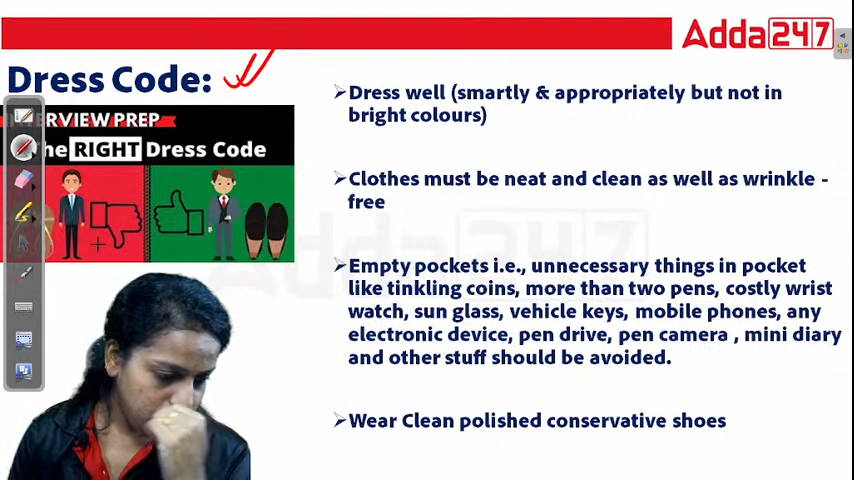 Adda247
Dress Code:
INTERVIEW PREP
The RIGHT Dress Code
➢Dress well (smartly & appropriately but not in
bright colours)
➢Clothes must be neat and clean as well as wrinkle -
free
➢Empty pockets i.e., unnecessary things in pocket
like tinkling coins, more than two pens, costly wrist
watch, sun glass, vehicle keys, mobile phones, any
electronic device, pen drive, pen camera , mini diary
and other stuff should be avoided.
➢Wear Clean polished conservative shoes
Adda247